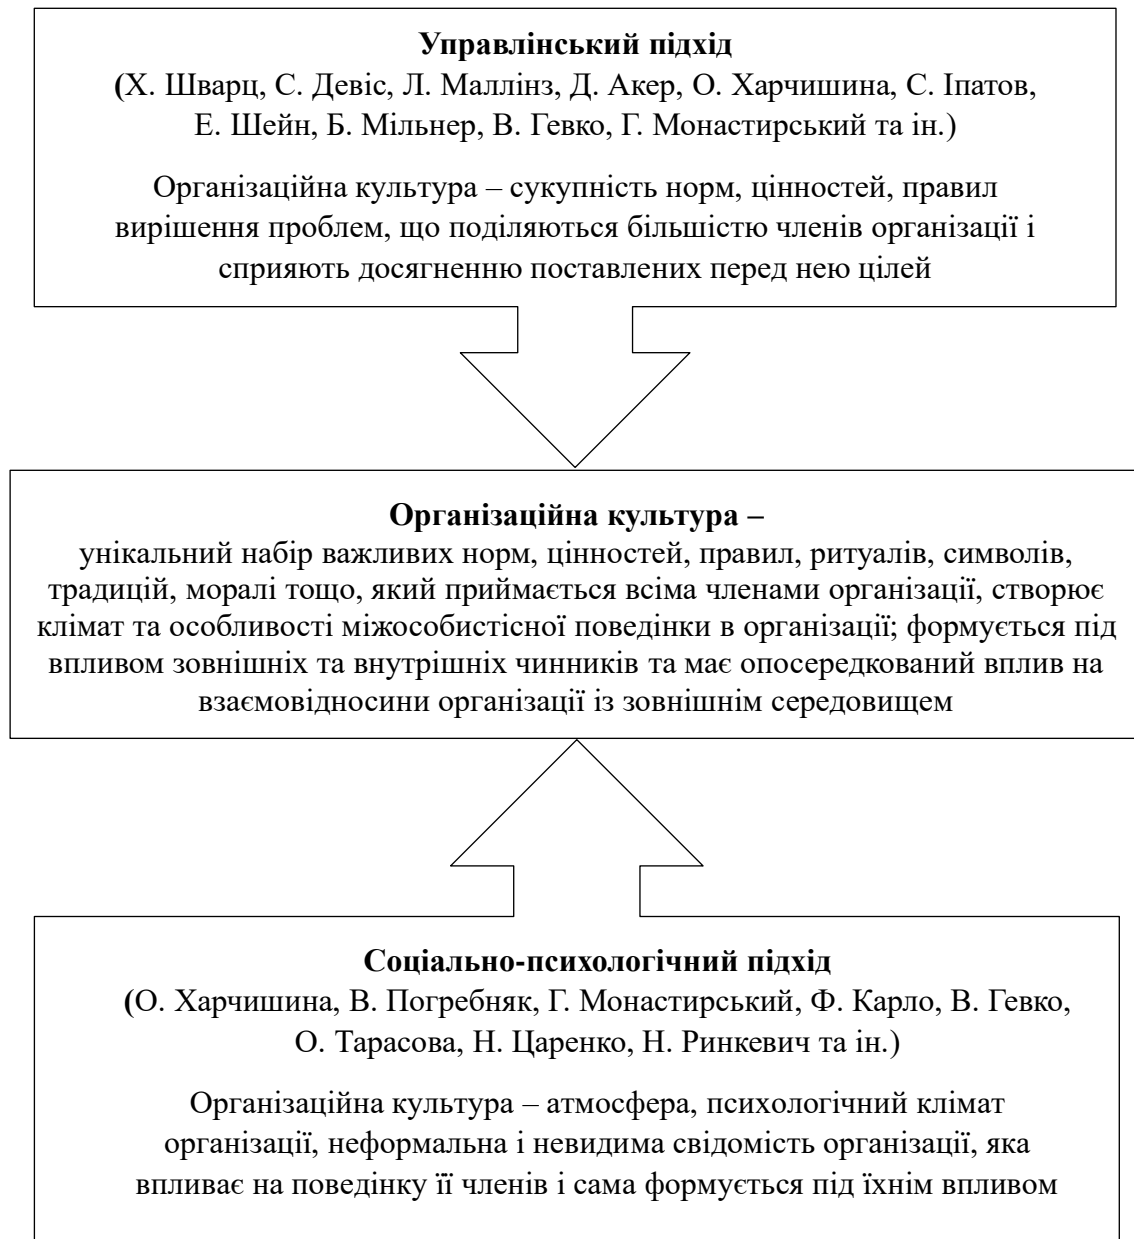 Управлінський підхід
(Х. Шварц, С. Девіс, Л. Маллінз, Д. Акер, О. Харчишина, С. Іпатов,
Е. Шейн, Б. Мільнер, В. Гевко, Г. Монастирський та ін.)
Організаційна культура – сукупність норм, цінностей, правил
вирішення проблем, що поділяються більшістю членів організації і
сприяють досягненню поставлених перед нею цілей
Організаційна культура –
унікальний набір важливих норм, цінностей, правил, ритуалів, символів,
традицій, моралі тощо, який приймається всіма членами організації, створює
клімат та особливості міжособистісної поведінки в організації; формується під
впливом зовнішніх та внутрішніх чинників та має опосередкований вплив на
взаємовідносини організації із зовнішнім середовищем
Соціально-психологічний підхід
(О. Харчишина, В. Погребняк, Г. Монастирський, Ф. Карло, В. Гевко,
О. Тарасова, Н. Царенко, Н. Ринкевич та ін.)
Організаційна культура – атмосфера, психологічний клімат
організації, неформальна і невидима свідомість організації, яка
впливає на поведінку її членів і сама формується під їхнім впливом